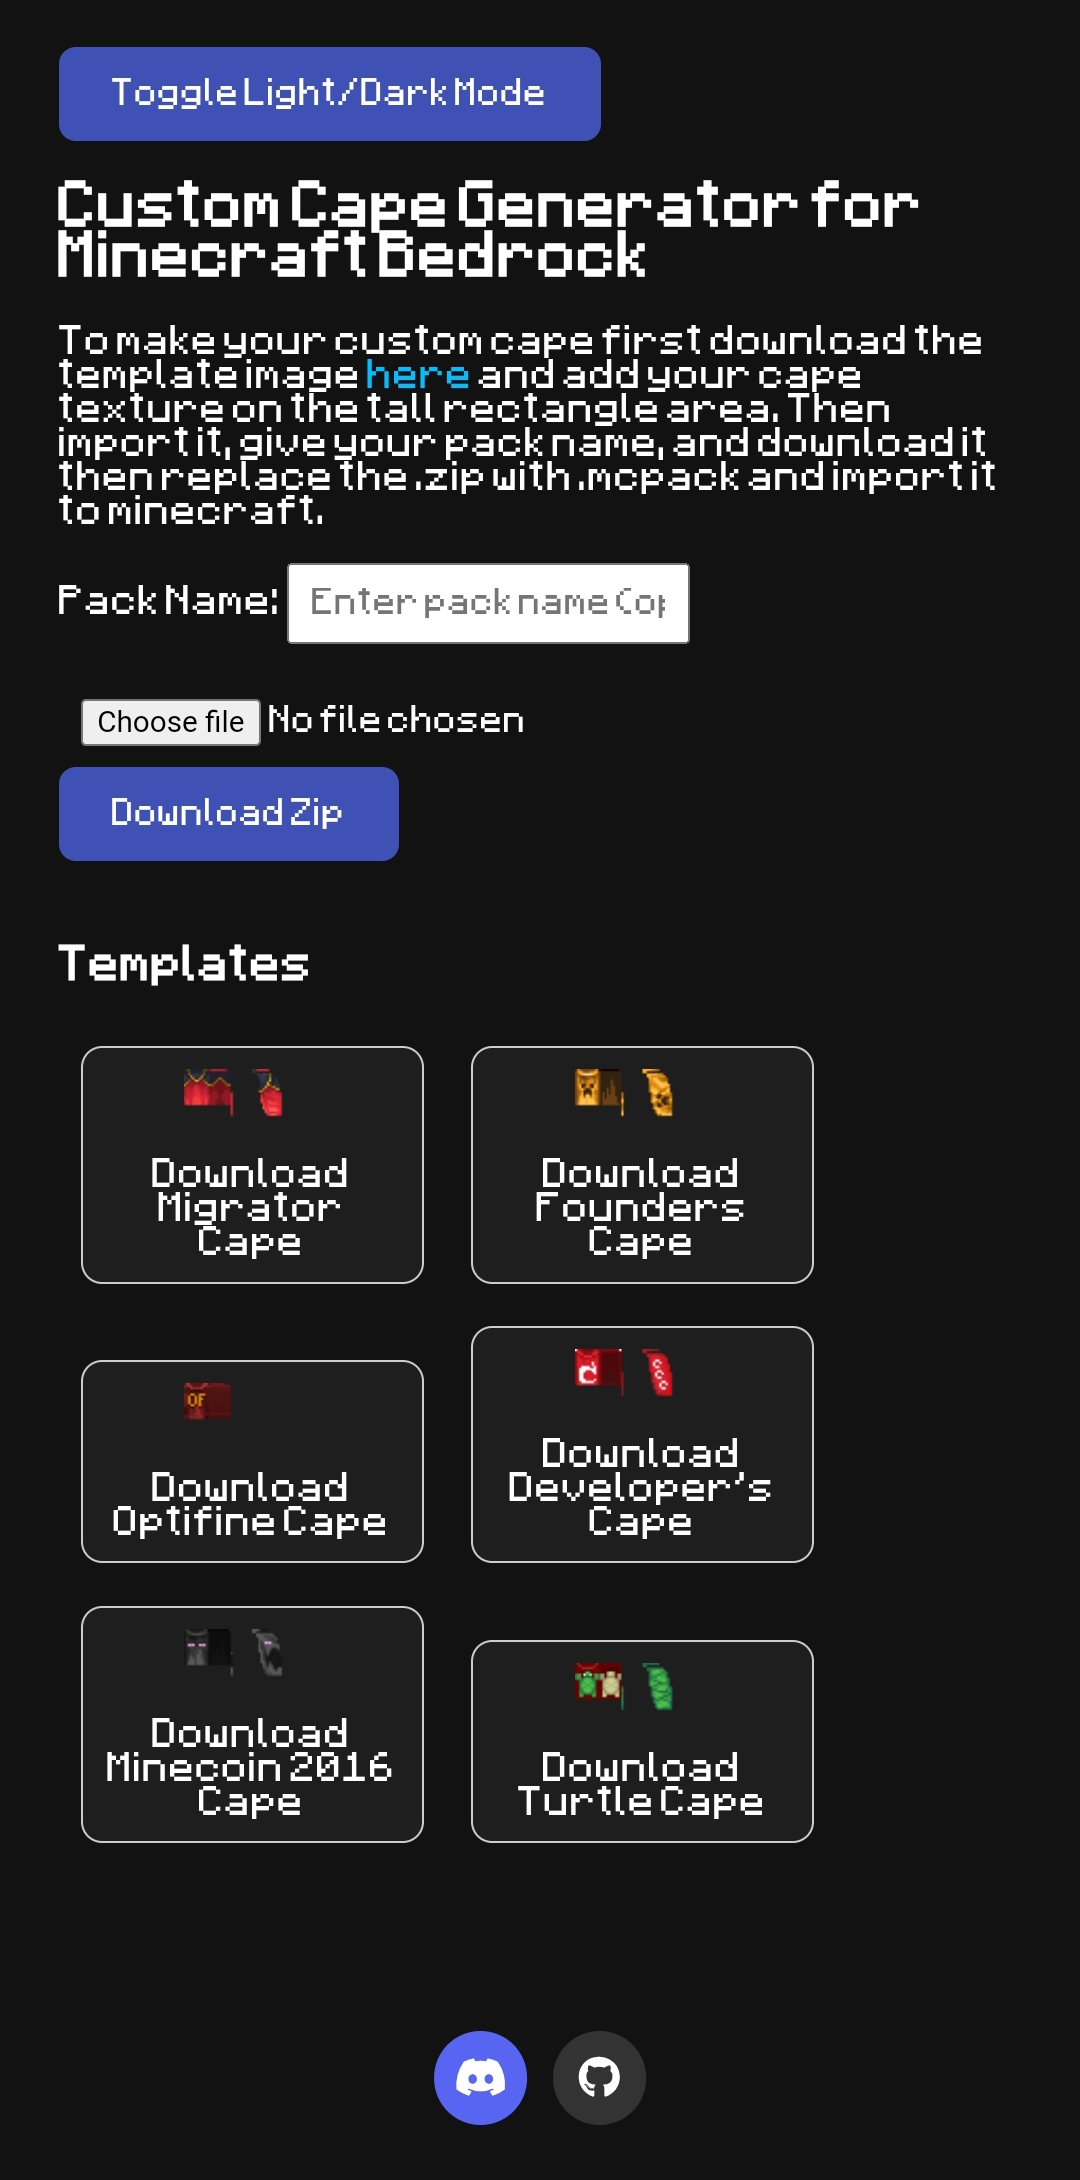 Toggle Light/Dark Mode
Custom Cape Generator for
Minecraft Bedrock
To make your custom cape first download the
template image here and add your cape
texture on the tall rectangle area. Then
import it, give your pack name, and download it
then replace the .zip with .mcpack and import it
to minecraft.
Pack Name: Enter pack name (op
Choose file No file chosen
Download Zip
Templates
Download
Migrator
Cape
Download
Founders
Cape
OF
Download
Optifine Cape
Download
Developer's
Cape
Download
Minecoin 2016
Cape
Download
Turtle Cape